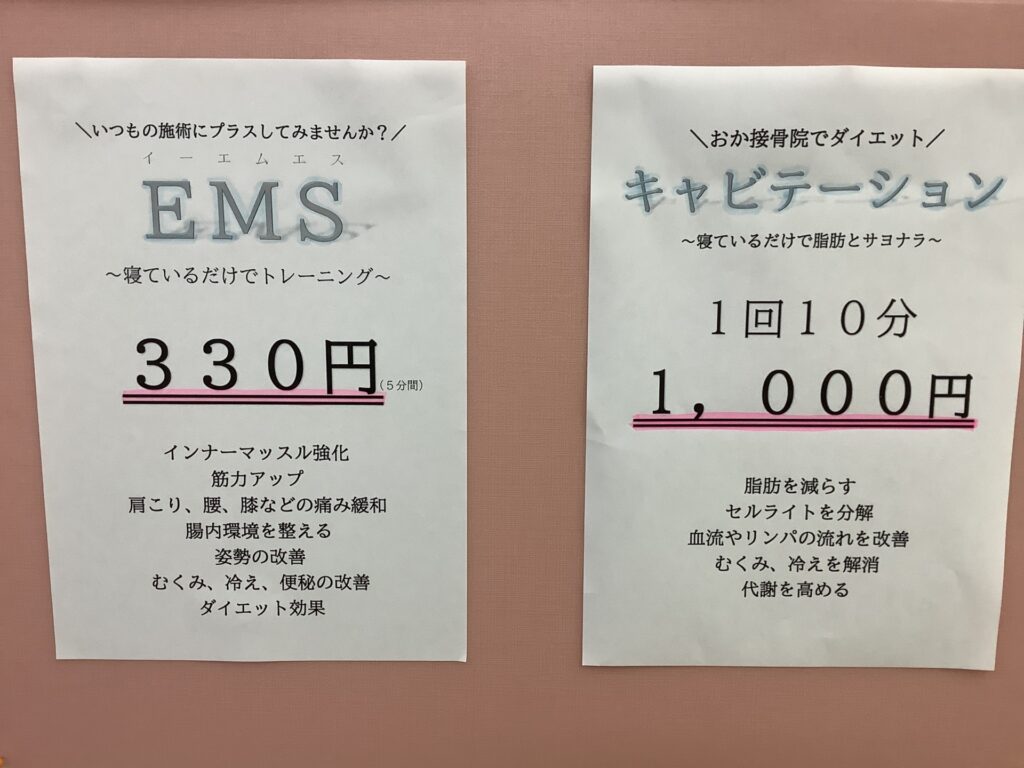 ＼いつもの施術にプラスしてみませんか？／
イーエムエス
EMS
～寝ているだけでトレーニング～
３３０円（５分間）
インナーマッスル強化
筋力アップ
肩こり、腰、膝などの痛み緩和
腸内環境を整える
姿勢の改善
むくみ、冷え、便秘の改善
ダイエット効果
＼おか接骨院でダイエット／
キャビテーション
～寝ているだけで脂肪とサヨナラ～
１回１０分
１，０００円
脂肪を減らす
セルライトを分解
血流やリンパの流れを改善
むくみ、冷えを解消
代謝を高める